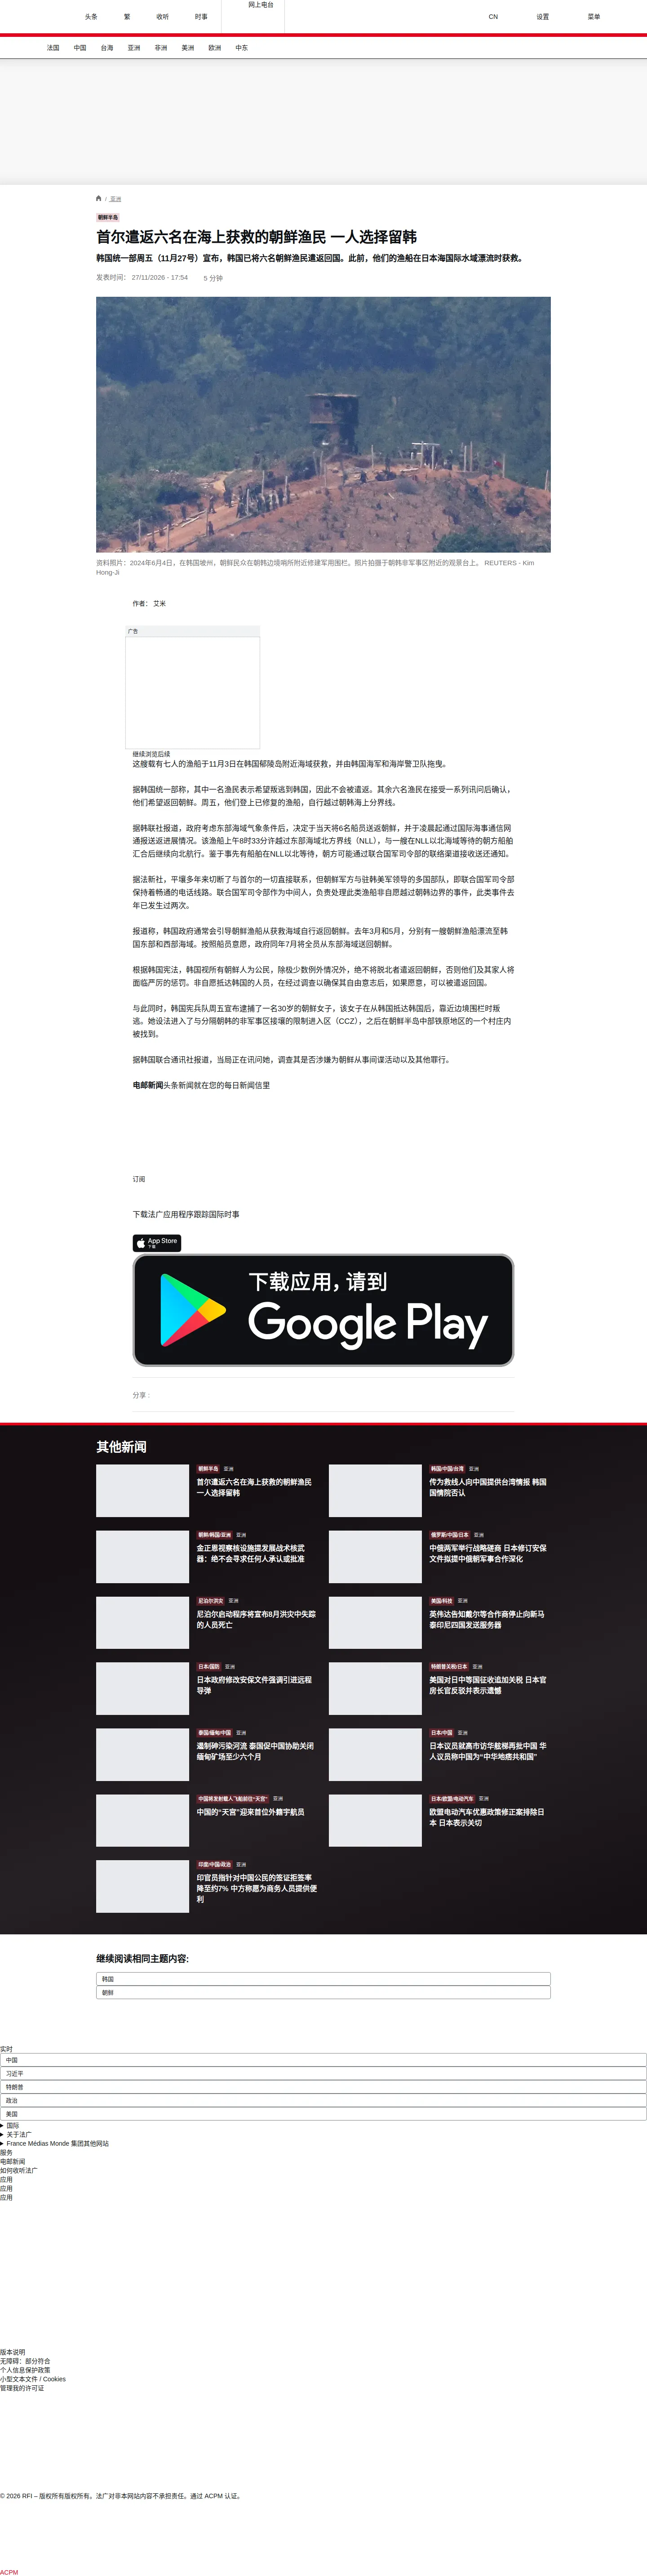 头条
繁
收听
时事
网上电台
CN
设置
菜单
法国
中国
台海
亚洲
非洲
美洲
欧洲
中东
/ 亚洲
朝鲜半岛
首尔遣返六名在海上获救的朝鲜渔民 一人选择留韩
韩国统一部周五（11月27号）宣布，韩国已将六名朝鲜渔民遣返回国。此前，他们的渔船在日本海国际水域漂流时获救。
发表时间： 27/11/2026 - 17:54
5 分钟
资料照片：2024年6月4日，在韩国坡州，朝鲜民众在朝韩边境哨所附近修建军用围栏。照片拍摄于朝韩非军事区附近的观景台上。 REUTERS - Kim
Hong-Ji
作者： 艾米
广告
继续浏览后续
这艘载有七人的渔船于11月3日在韩国郁陵岛附近海域获救，并由韩国海军和海岸警卫队拖曳。
据韩国统一部称，其中一名渔民表示希望叛逃到韩国，因此不会被遣返。其余六名渔民在接受一系列讯问后确认，
他们希望返回朝鲜。周五，他们登上已修复的渔船，自行越过朝韩海上分界线。
据韩联社报道，政府考虑东部海域气象条件后，决定于当天将6名船员送返朝鲜，并于凌晨起通过国际海事通信网
通报送返进展情况。该渔船上午8时33分许越过东部海域北方界线（NLL），与一艘在NLL以北海域等待的朝方船舶
汇合后继续向北航行。鉴于事先有船舶在NLL以北等待，朝方可能通过联合国军司令部的联络渠道接收送还通知。
据法新社，平壤多年来切断了与首尔的一切直接联系，但朝鲜军方与驻韩美军领导的多国部队，即联合国军司令部
保持着畅通的电话线路。联合国军司令部作为中间人，负责处理此类渔船非自愿越过朝韩边界的事件，此类事件去
年已发生过两次。
报道称，韩国政府通常会引导朝鲜渔船从获救海域自行返回朝鲜。去年3月和5月，分别有一艘朝鲜渔船漂流至韩
国东部和西部海域。按照船员意愿，政府同年7月将全员从东部海域送回朝鲜。
根据韩国宪法，韩国视所有朝鲜人为公民，除极少数例外情况外，绝不将脱北者遣返回朝鲜，否则他们及其家人将
面临严厉的惩罚。非自愿抵达韩国的人员，在经过调查以确保其自由意志后，如果愿意，可以被遣返回国。
与此同时，韩国宪兵队周五宣布逮捕了一名30岁的朝鲜女子，该女子在从韩国抵达韩国后，靠近边境围栏时叛
逃。她设法进入了与分隔朝韩的非军事区接壤的限制进入区（CCZ），之后在朝鲜半岛中部铁原地区的一个村庄内
被找到。
据韩国联合通讯社报道，当局正在讯问她，调查其是否涉嫌为朝鲜从事间谍活动以及其他罪行。
电邮新闻头条新闻就在您的每日新闻信里
订阅
下载法广应用程序跟踪国际时事
App Store
下载
下载应用，请到
Google Play
分享 :
其他新闻
朝鲜半岛 亚洲
首尔遣返六名在海上获救的朝鲜渔民
一人选择留韩
韩国/中国/台湾 亚洲
传为救线人向中国提供台湾情报 韩国
国情院否认
朝鲜/韩国/亚洲 亚洲
金正恩视察核设施提发展战术核武
器：绝不会寻求任何人承认或批准
俄罗斯/中国/日本 亚洲
中俄两军举行战略磋商 日本修订安保
文件拟提中俄朝军事合作深化
尼泊尔洪灾 亚洲
尼泊尔启动程序将宣布8月洪灾中失踪
的人员死亡
美国/科技 亚洲
英伟达告知戴尔等合作商停止向新马
泰印尼四国发送服务器
日本/国防 亚洲
日本政府修改安保文件强调引进远程
导弹
特朗普关税/日本 亚洲
美国对日中等国征收追加关税 日本官
房长官反驳并表示遗憾
泰国/缅甸/中国 亚洲
遏制砷污染河流 泰国促中国协助关闭
缅甸矿场至少六个月
日本/中国 亚洲
日本议员就高市访华舷梯再批中国 华
人议员称中国为“中华地痞共和国”
中国将发射载人飞船前往“天宫” 亚洲
中国的“天宫”迎来首位外籍宇航员
日本/欧盟/电动汽车 亚洲
欧盟电动汽车优惠政策修正案排除日
本 日本表示关切
印度/中国/政治 亚洲
印官员指针对中国公民的签证拒签率
降至约7% 中方称愿为商务人员提供便
利
继续阅读相同主题内容:
韩国
朝鲜
实时
中国
习近平
特朗普
政治
美国
国际
关于法广
France Médias Monde 集团其他网站
服务
电邮新闻
如何收听法广
应用
应用
应用
版本说明
无障碍：部分符合
个人信息保护政策
小型文本文件 / Cookies
管理我的许可证
© 2026 RFI – 版权所有版权所有。法广对非本网站内容不承担责任。通过 ACPM 认证。
ACPM